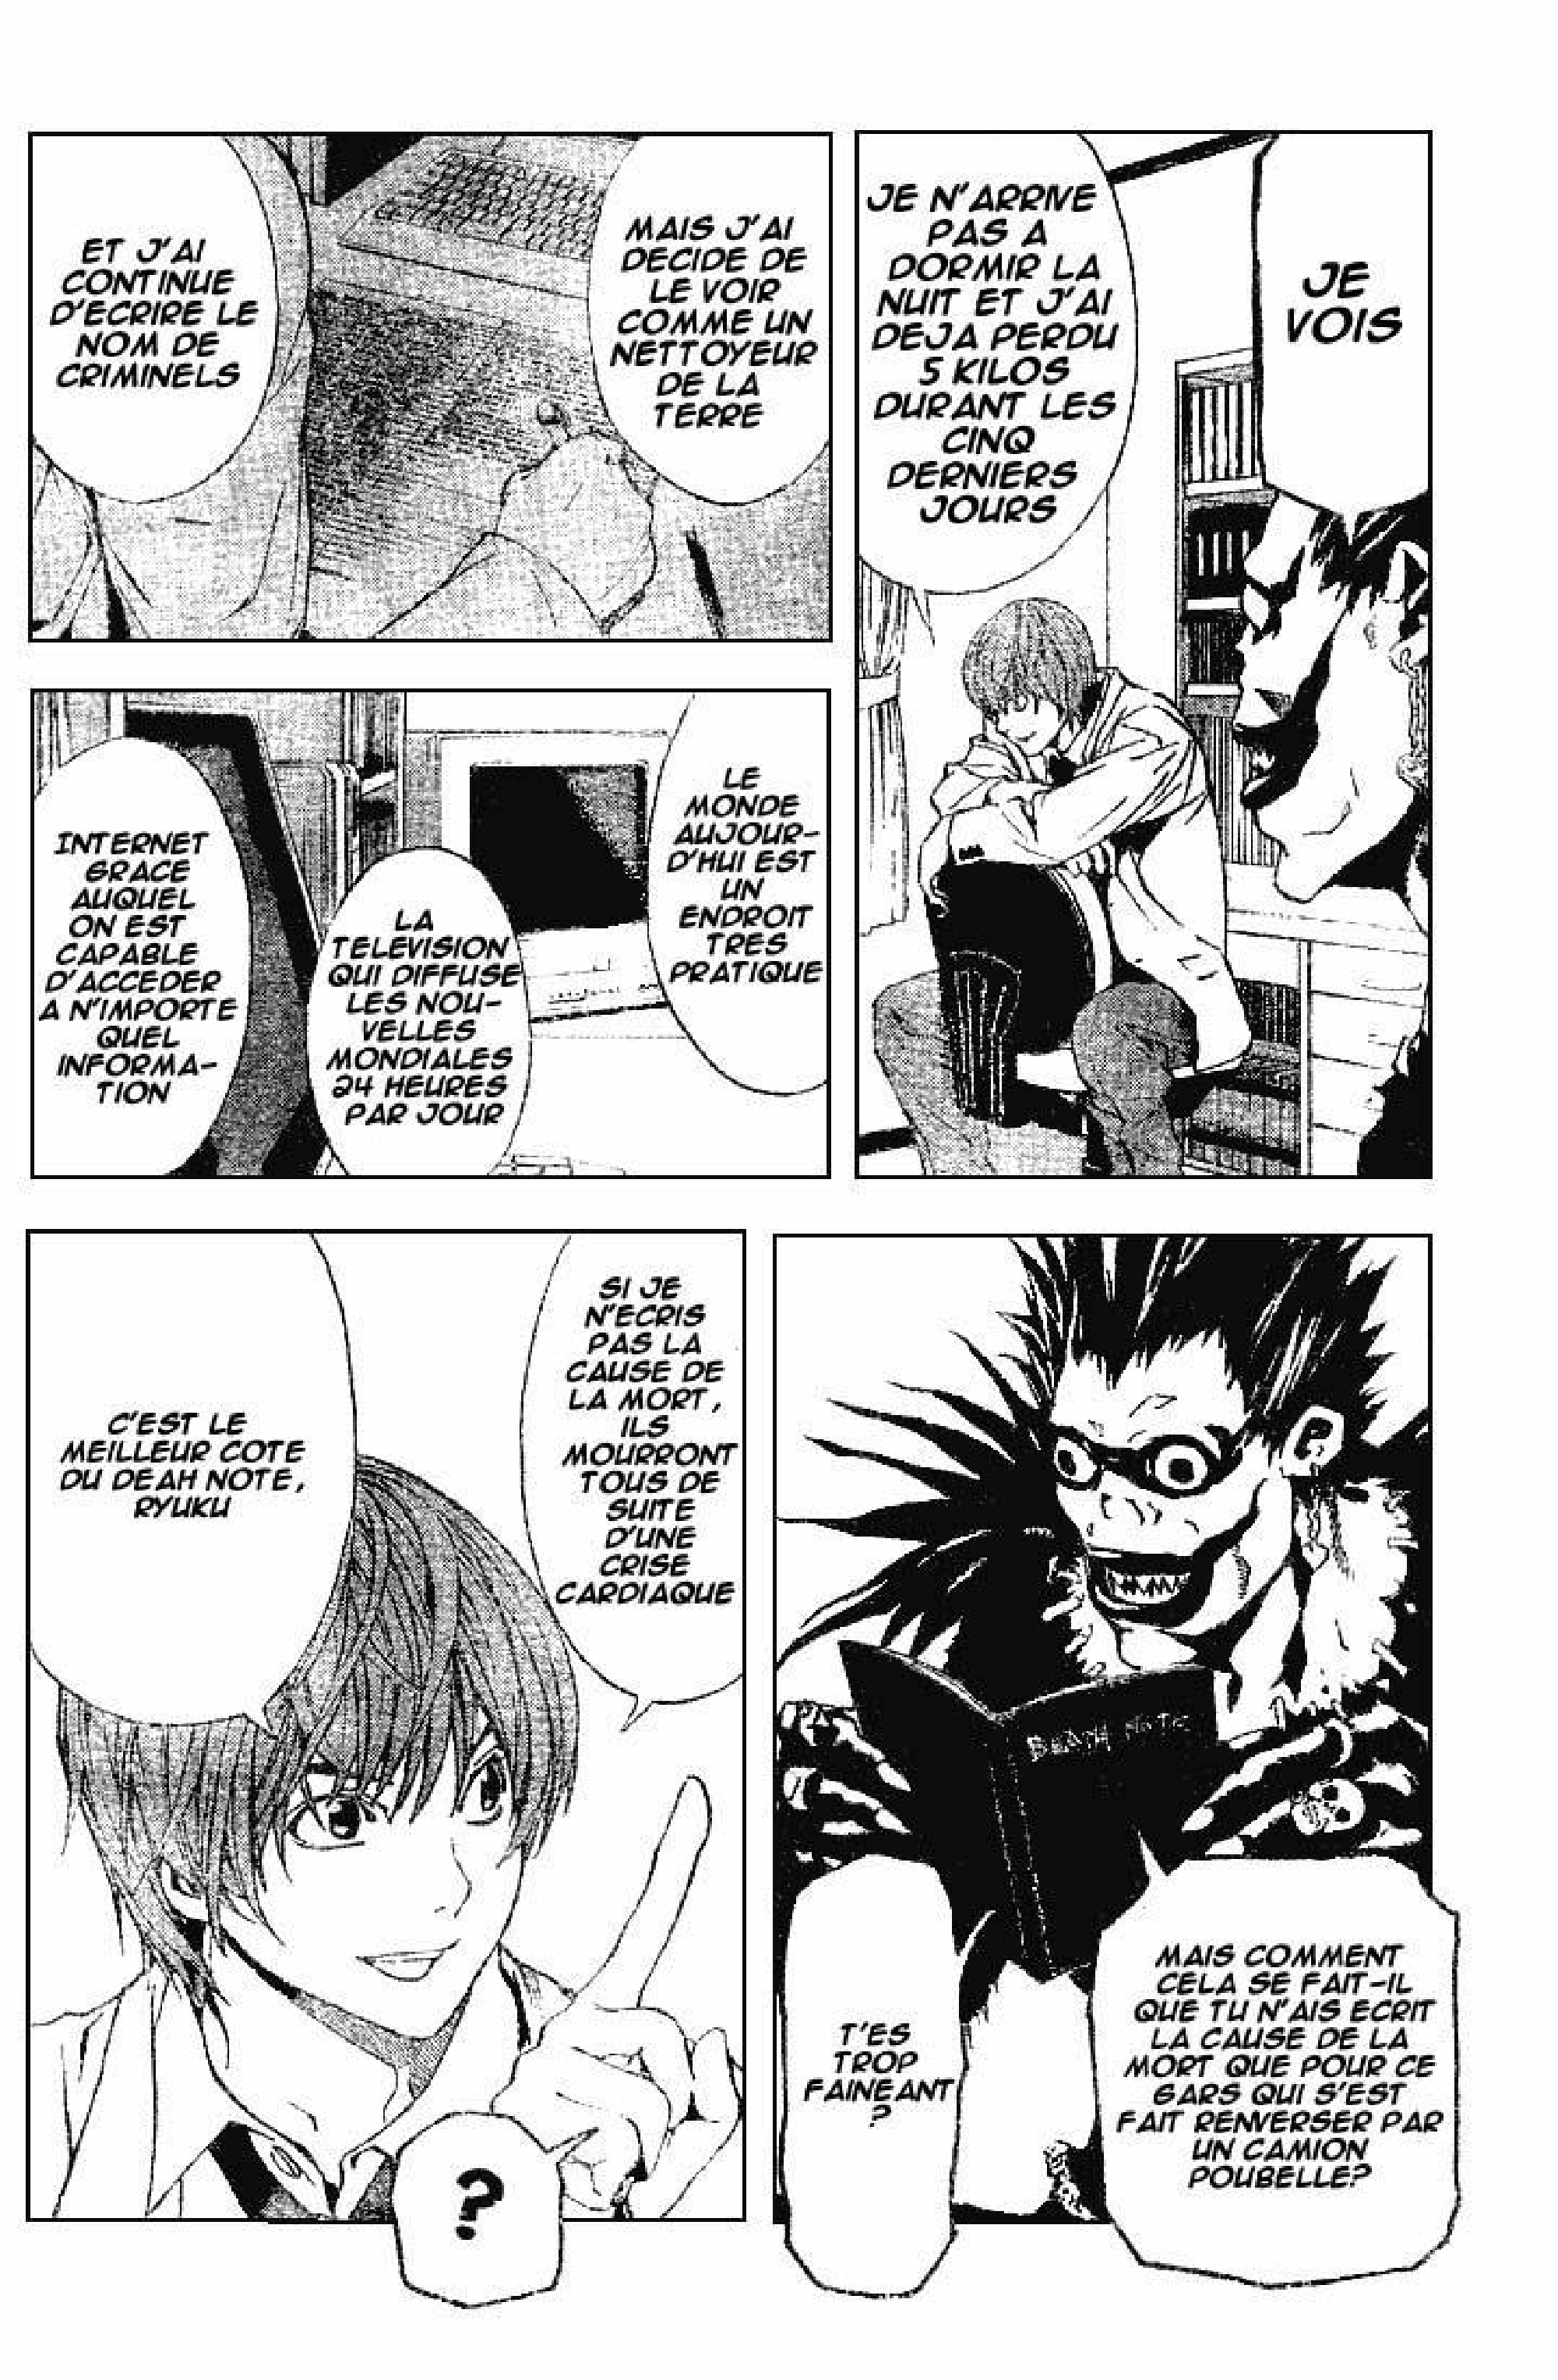 JE
VOIS
JE N'ARRIVE
PAS A
DORMIR LA
NUIT ET J'AI
DEJA PERDU
5 KILOS
DURANT LES
CINQ
DERNIERS
JOURS
MAIS J'AI
DECIDE DE
LE VOIR
COMME UN
NETTOYEUR
DE LA
TERRE
ET J'AI
CONTINUE
D'ECRIRE LE
NOM DE
CRIMINELS
LE
MONDE
AUJOUR-
D'HUI EST
UN
ENDROIT
TRES
PRATIQUE
LA
TELEVISION
QUI DIFFUSE
LES NOU-
VELLES
MONDIALES
24 HEURES
PAR JOUR
INTERNET
GRACE
AUQUEL
ON EST
CAPABLE
D'ACCEDER
A N'IMPORTE
QUEL
INFORMA-
TION
DEATH NOTE
MAIS COMMENT
CELA SE FAIT-IL
QUE TU N'AIS ECRIT
LA CAUSE DE LA
MORT QUE POUR CE
GARS QUI S'EST
FAIT RENVERSER PAR
UN CAMION
POUBELLE?
T'ES
TROP
FAINEANT
?
SI JE
N'ECRIS
PAS LA
CAUSE DE
LA MORT,
ILS
MOURRONT
TOUS DE
SUITE
D'UNE
CRISE
CARDIAQUE
C'EST LE
MEILLEUR COTE
DU DEAH NOTE,
RYUKU
?